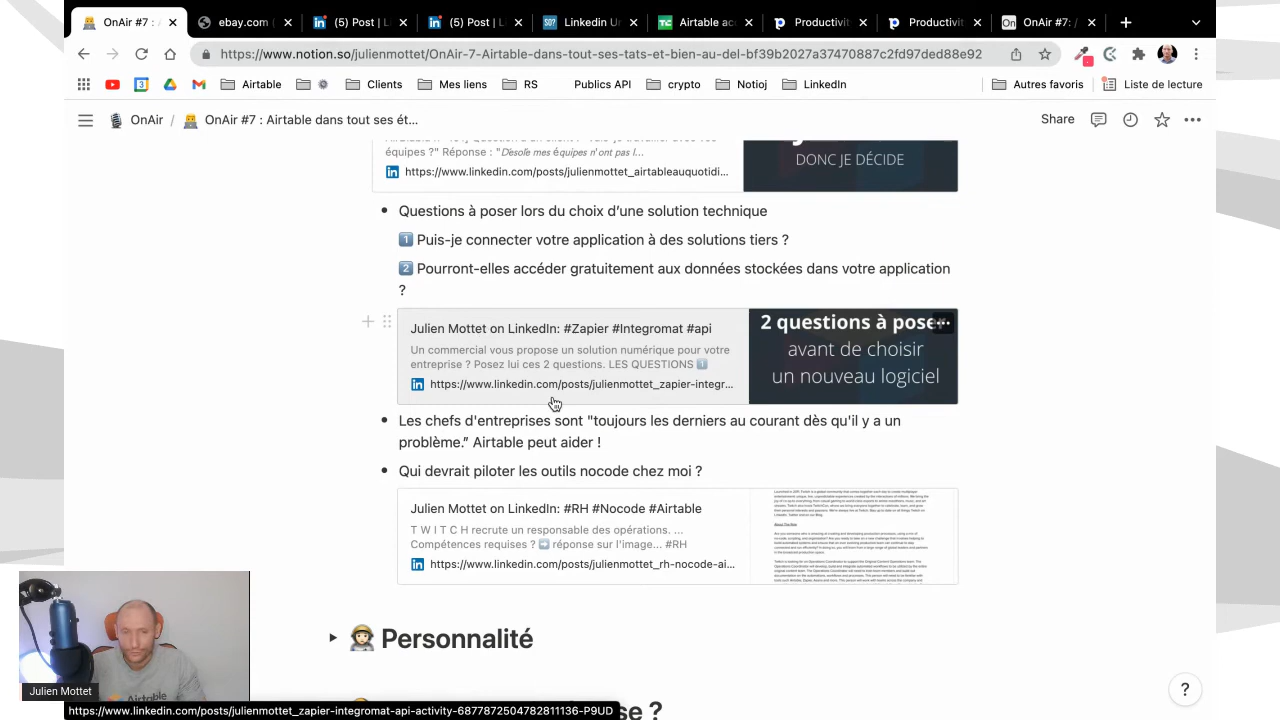 OnAir #7 :
ebay.com (
(5) Post | L
(5) Post | L
Linkedin Ur
Airtable acc
Productivity
Productivit
OnAir #7: /
https://www.notion.so/julienmottet/OnAir-7-Airtable-dans-tout-ses-tats-et-bien-au-del-bf39b2027a37470887c2fd97ded88e92
Airtable
Clients
Mes liens
RS
Publics API
crypto
Notioj
LinkedIn
Autres favoris
Liste de lecture
OnAir / OnAir #7 : Airtable dans tout ses ét...
Share
équipes ?" Réponse : "Désolé mes équipes n'ont pas l...
https://www.linkedin.com/posts/julienmottet_airtableauquotidi...
DONC JE DÉCIDE
• Questions à poser lors du choix d’une solution technique
1 Puis-je connecter votre application à des solutions tiers ?
2 Pourront-elles accéder gratuitement aux données stockées dans votre application
?
Julien Mottet on LinkedIn: #Zapier #Integromat #api
Un commercial vous propose un solution numérique pour votre
entreprise ? Posez lui ces 2 questions. LES QUESTIONS 1
https://www.linkedin.com/posts/julienmottet_zapier-integr...
2 questions à poser
avant de choisir
un nouveau logiciel
• Les chefs d'entreprises sont "toujours les derniers au courant dès qu'il y a un
problème.” Airtable peut aider !
• Qui devrait piloter les outils nocode chez moi ?
Julien Mottet on LinkedIn: #RH #Nocode #Airtable
T W I T C H recrute un responsable des opérations. ...
Compétences requises ? ➡ réponse sur l'image... #RH
https://www.linkedin.com/posts/julienmottet_rh-nocode-ai...
Personnalité
se ?
Airtable
Julien Mottet
https://www.linkedin.com/posts/julienmottet_zapier-integromat-api-activity-6877872504782811136-P9UD
?